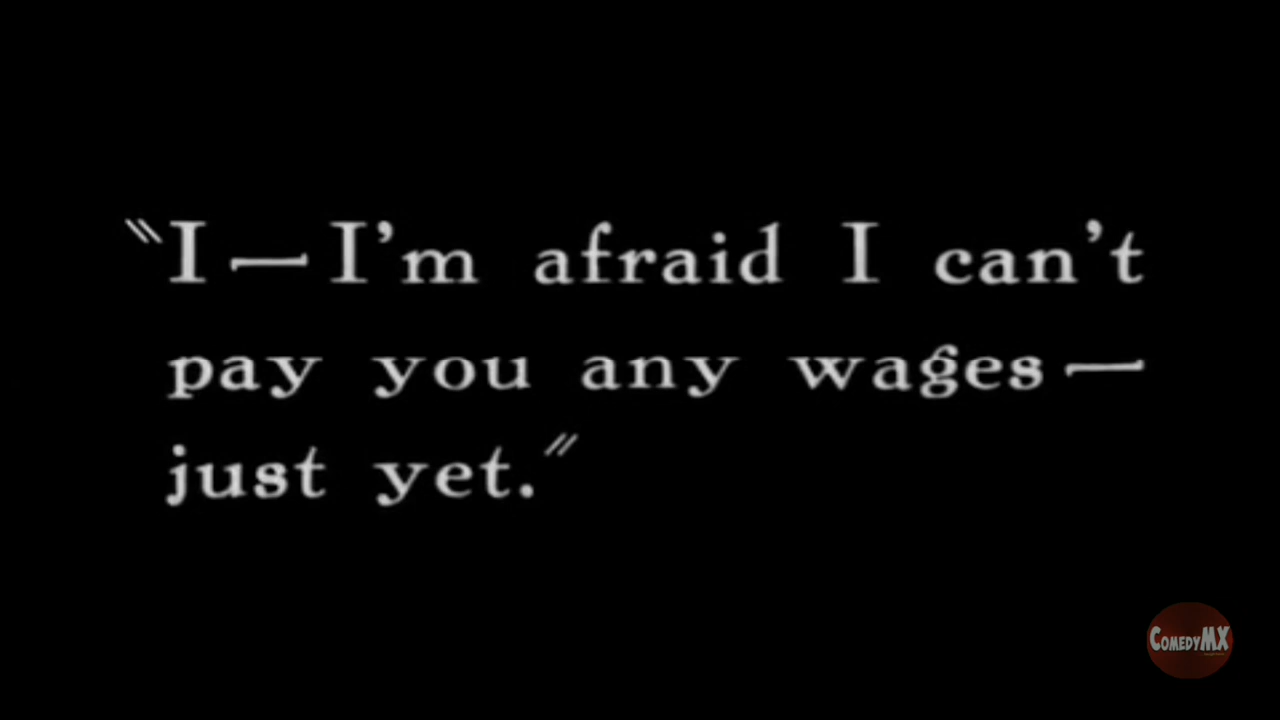 "I—I'm afraid I can't
pay you any wages—
just yet."
COMEDYMX